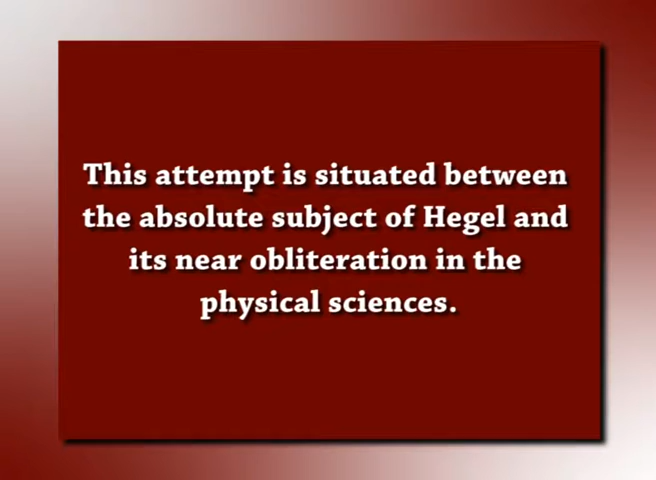 This attempt is situated between
the absolute subject of Hegel and
its near obliteration in the
physical sciences.